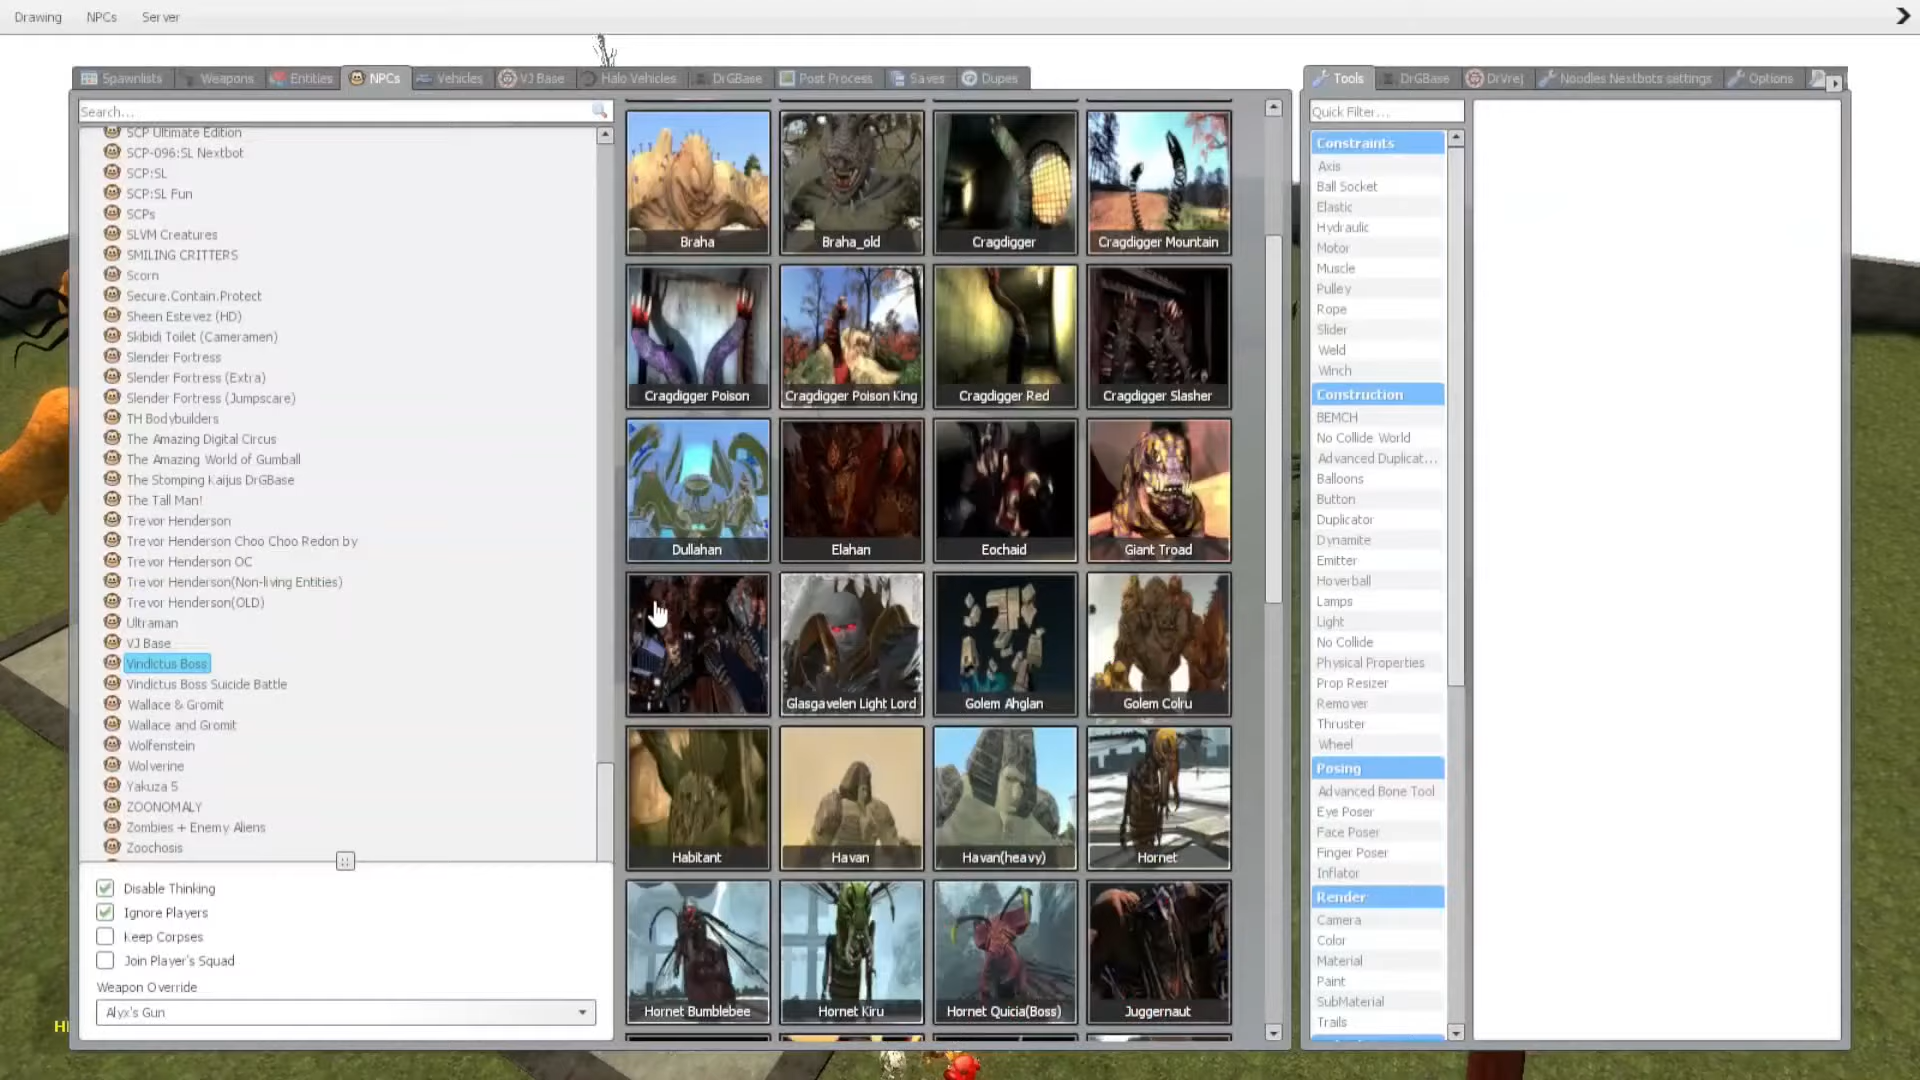 Drawing NPCs Server
Spawnlists Weapons Entities NPCs Vehicles VJ Base Halo Vehicles DrGBase Post Process Saves Dupes
Search...
SCP Ultimate Edition
SCP-096:SL Nextbot
SCP:SL
SCP:SL Fun
SCPs
SLVM Creatures
SMILING CRITTERS
Scorn
Secure.Contain.Protect
Sheen Estevez (HD)
Skibidi Toilet (Cameramen)
Slender Fortress
Slender Fortress (Extra)
Slender Fortress (Jumpscare)
TH Bodybuilders
The Amazing Digital Circus
The Amazing World of Gumball
The Stomping Kaijus DrGBase
The Tall Man!
Trevor Henderson
Trevor Henderson Choo Choo Redon by
Trevor Henderson OC
Trevor Henderson(Non-living Entities)
Trevor Henderson(OLD)
Ultraman
VJ Base
Vindictus Boss
Vindictus Boss Suicide Battle
Wallace & Gromit
Wallace and Gromit
Wolfenstein
Wolverine
Yakuza 5
ZOONOMALY
Zombies + Enemy Aliens
Zoochosis
Disable Thinking
Ignore Players
Keep Corpses
Join Player's Squad
Weapon Override
Alyx's Gun
Braha Braha_old Cragdigger Cragdigger Mountain
Cragdigger Poison Cragdigger Poison King Cragdigger Red Cragdigger Slasher
Dullahan Elahan Eochaid Giant Troad
Glasgavelen Light Lord Golem Ahglan Golem Colru
Habitant Havan Havan(heavy) Hornet
Hornet Bumblebee Hornet Kiru Hornet Quicia(Boss) Juggernaut
Tools DrGBase DrVrej Noodles Nextbots settings Options
Quick Filter...
Constraints
Axis
Ball Socket
Elastic
Hydraulic
Motor
Muscle
Pulley
Rope
Slider
Weld
Winch
Construction
BEMCH
No Collide World
Advanced Duplicat...
Balloons
Button
Duplicator
Dynamite
Emitter
Hoverball
Lamps
Light
No Collide
Physical Properties
Prop Resizer
Remover
Thruster
Wheel
Posing
Advanced Bone Tool
Eye Poser
Face Poser
Finger Poser
Inflator
Render
Camera
Color
Material
Paint
SubMaterial
Trails